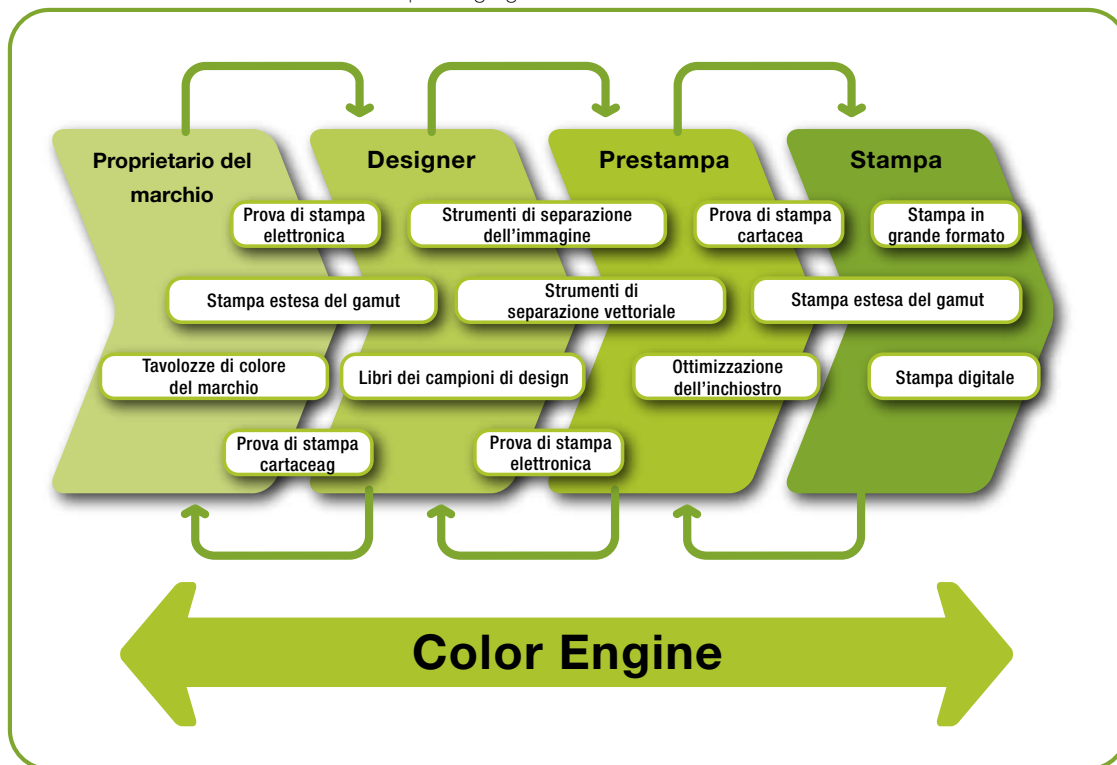 Proprietario del
marchio
Designer
Prestampa
Stampa
Prova di stampa
elettronica
Strumenti di separazione
dell'immagine
Prova di stampa
cartacea
Stampa in
grande formato
Stampa estesa del gamut
Strumenti di
separazione vettoriale
Stampa estesa del gamut
Tavolozze di colore
del marchio
Libri dei campioni di design
Ottimizzazione
dell'inchiostro
Stampa digitale
Prova di stampa
cartaceag
Prova di stampa
elettronica
Color Engine